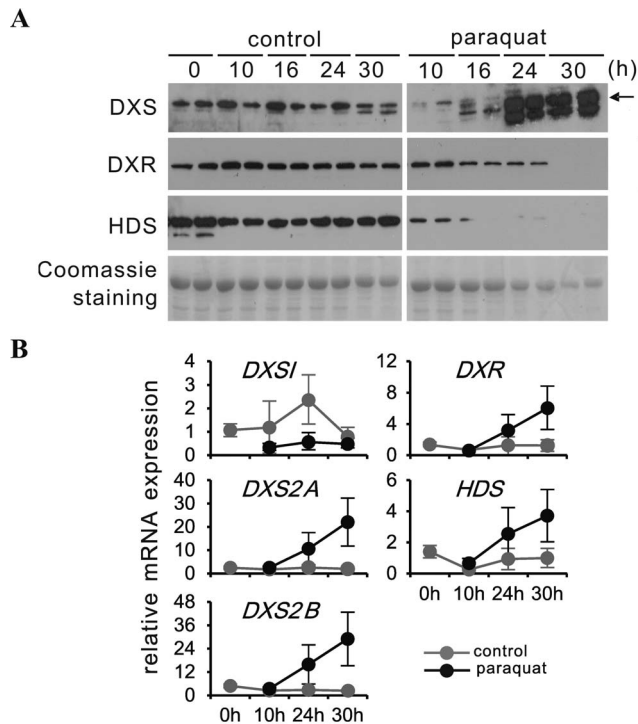 A
control
paraquat
0 10 16 24 30
10 16 24 30 (h)
DXS
DXR
HDS
Coomassie
staining
B
relative mRNA expression
DXSI
4
3
2
1
0
DXR
12
8
4
0
DXS2A
50
40
30
20
10
0
HDS
6
4
2
0
0h 10h 24h 30h
DXS2B
48
36
24
12
0
0h 10h 24h 30h
control
paraquat